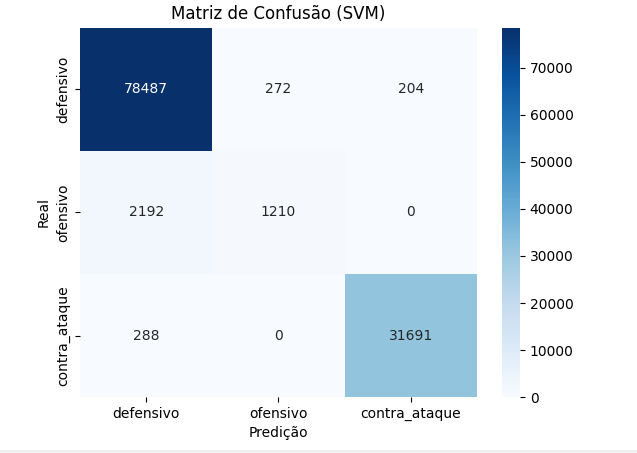 Matriz de Confusão (SVM)
defensivo 78487 272 204
ofensivo 2192 1210 0
contra_ataque 288 0 31691
Real
defensivo ofensivo contra_ataque
Predição
70000
60000
50000
40000
30000
20000
10000
0